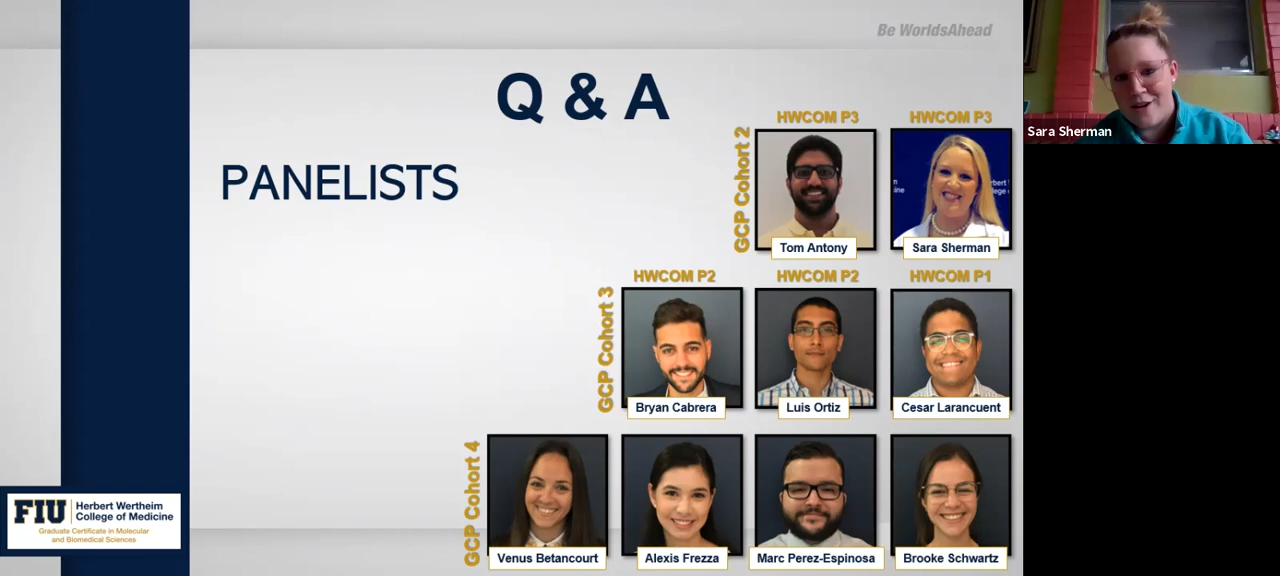 Be WorldsAhead
Q & A
PANELISTS
GCP Cohort 2
HWCOM P3
HWCOM P3
Tom Antony
Sara Sherman
GCP Cohort 3
HWCOM P2
HWCOM P2
HWCOM P1
Bryan Cabrera
Luis Ortiz
Cesar Larancuent
GCP Cohort 4
Venus Betancourt
Alexis Frezza
Marc Perez-Espinosa
Brooke Schwartz
FIU
Herbert Wertheim
College of Medicine
Graduate Certificate in Molecular
and Biomedical Sciences
Sara Sherman